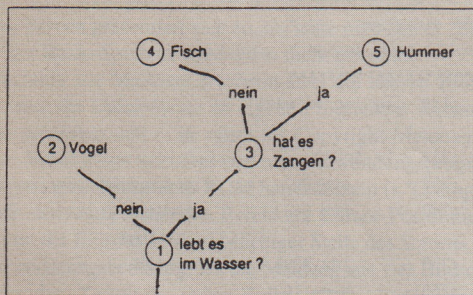 4 Fisch
5 Hummer
nein
ja
3 hat es
Zangen ?
2 Vogel
nein
ja
1 lebt es
im Wasser ?